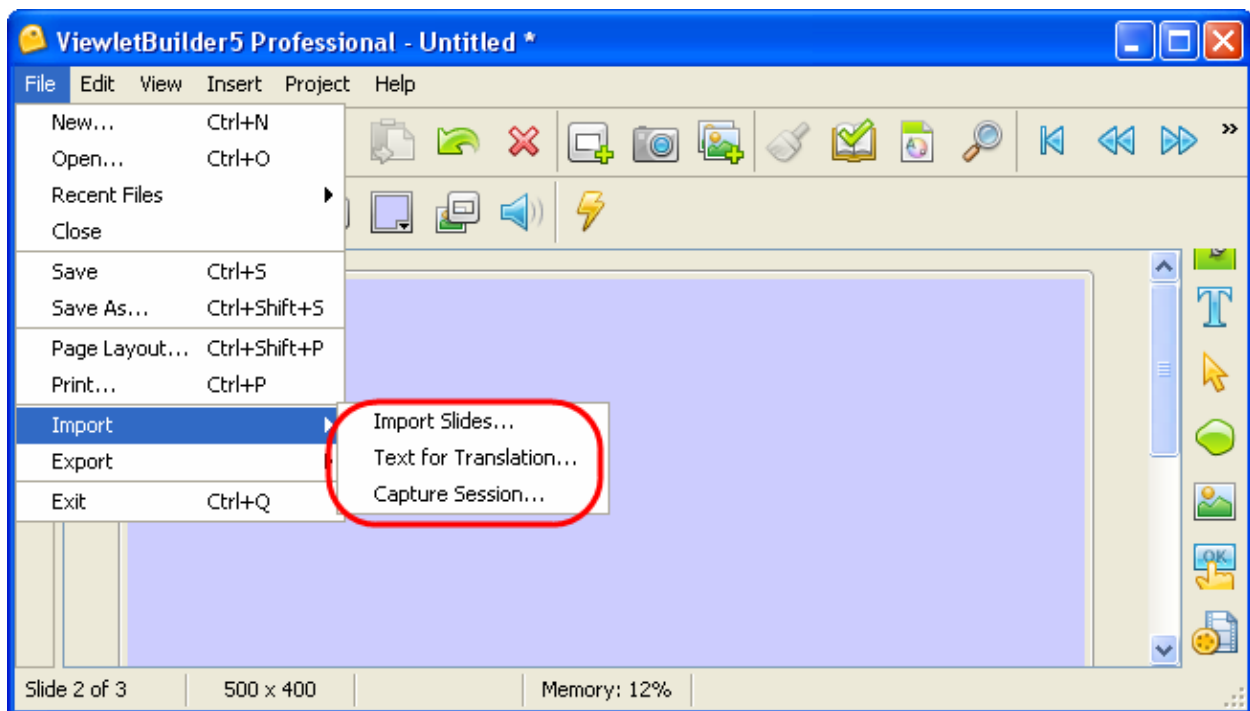 ViewletBuilder5 Professional - Untitled *
File Edit View Insert Project Help
New... Ctrl+N
Open... Ctrl+O
Recent Files
Close
Save Ctrl+S
Save As... Ctrl+Shift+S
Page Layout... Ctrl+Shift+P
Print... Ctrl+P
Import
Import Slides...
Export
Text for Translation...
Capture Session...
Exit Ctrl+Q
T
OK
Slide 2 of 3 500 x 400 Memory: 12%